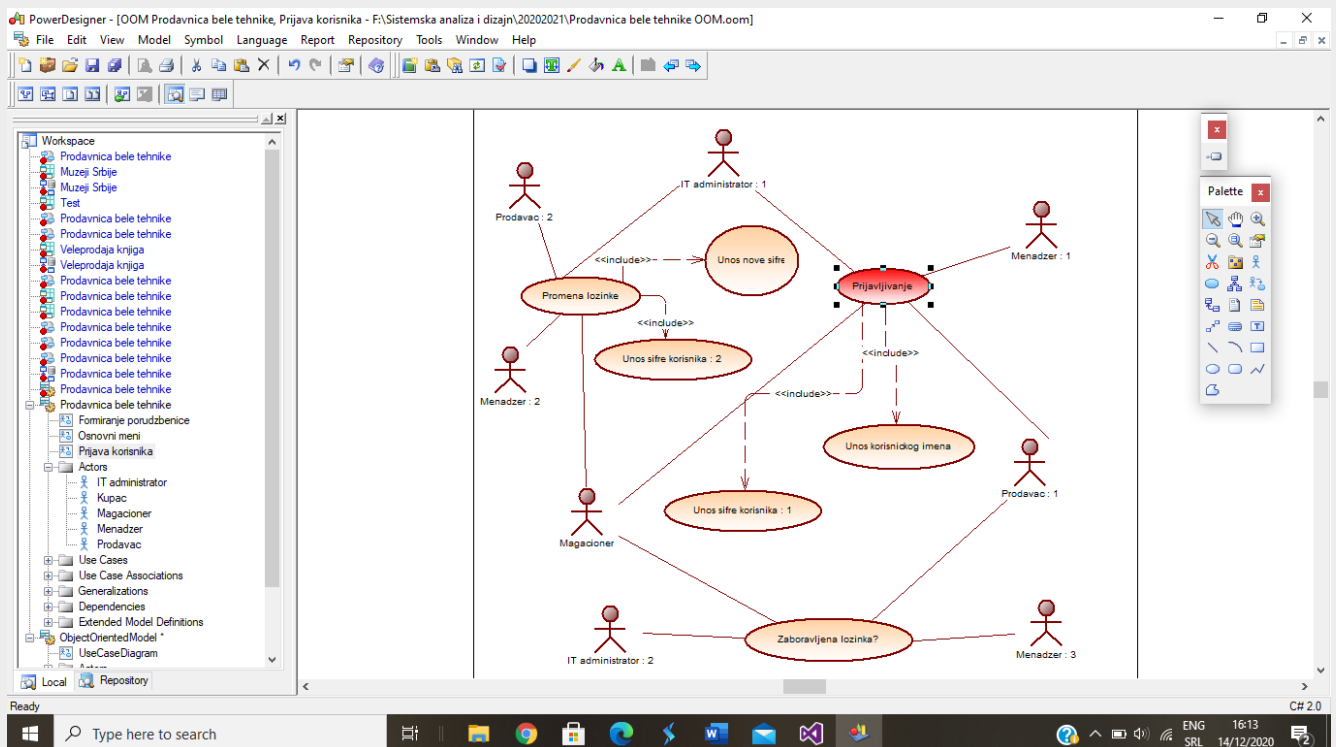 PowerDesigner - [OOM Prodavnica bele tehnike, Prijava korisnika - F:\Sistemska analiza i dizajn\20202021\Prodavnica bele tehnike OOM.oom]
File Edit View Model Symbol Language Report Repository Tools Window Help
Workspace
Prodavnica bele tehnike
Muzeji Srbije
Muzeji Srbije
Test
Prodavnica bele tehnike
Prodavnica bele tehnike
Veleprodaja knjiga
Veleprodaja knjiga
Prodavnica bele tehnike
Prodavnica bele tehnike
Prodavnica bele tehnike
Prodavnica bele tehnike
Prodavnica bele tehnike
Prodavnica bele tehnike
Prodavnica bele tehnike
Prodavnica bele tehnike
Prodavnica bele tehnike
Formiranje porudzbenice
Osnovni meni
Prijava korisnika
Actors
IT administrator
Kupac
Magacioner
Menadzer
Prodavac
Use Cases
Use Case Associations
Generalizations
Dependencies
Extended Model Definitions
ObjectOrientedModel *
UseCaseDiagram
Local Repository
IT administrator : 1
Prodavac : 2
Menadzer : 1
<<include>>
Unos nove sifre
Prijavljivanje
Promena lozinke
<<include>>
Unos sifre korisnika : 2
<<include>>
Menadzer : 2
<<include>>
Unos korisnickog imena
Prodavac : 1
Unos sifre korisnika : 1
Magacioner
Zaboravljena lozinka?
IT administrator : 2
Menadzer : 3
Palette
Ready
C# 2.0
Type here to search
ENG
SRL
16:13
14/12/2020
2